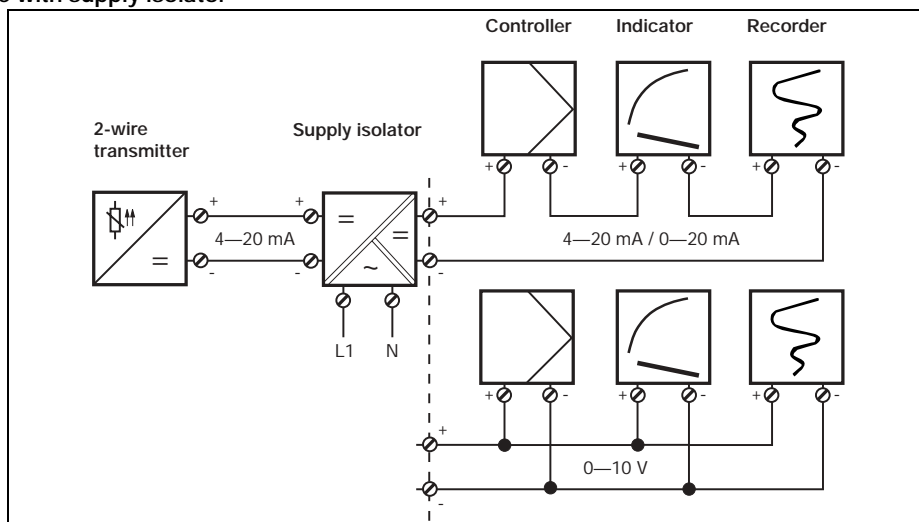 with supply isolator
Controller Indicator Recorder
2-wire
transmitter
Supply isolator
+ - + - + -
+ + +
= = =
4—20 mA
4—20 mA / 0—20 mA
~
- - -
L1 N
+ - + - + -
+
0—10 V
-